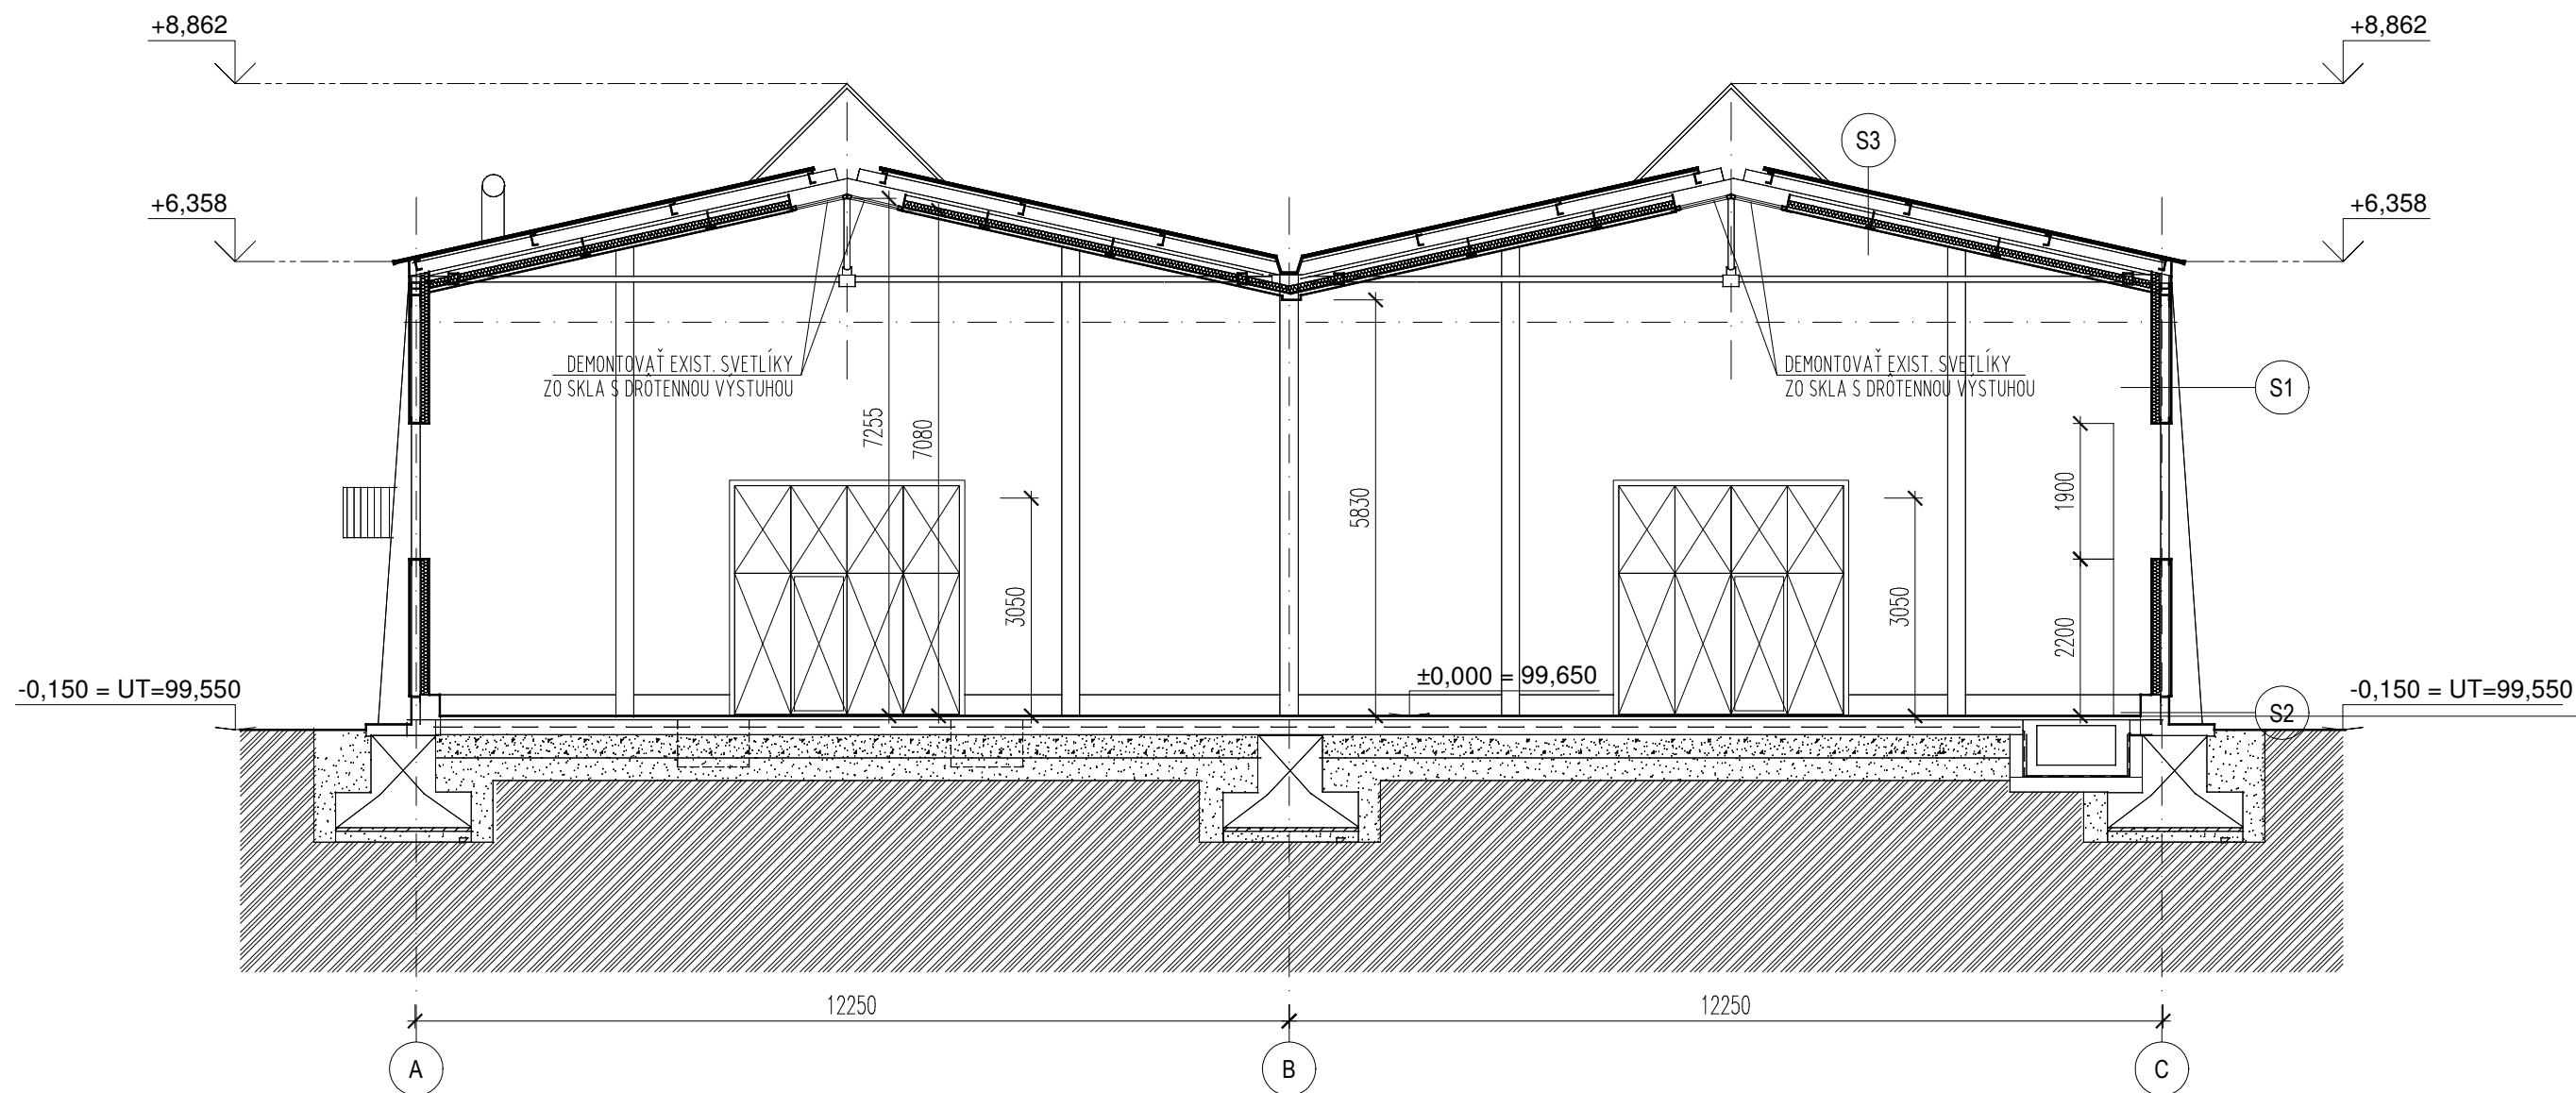 +8,862
+8,862
S3
+6,358
+6,358
DEMONTOVAŤ EXIST. SVETLÍKY
ZO SKLA S DRÔTENNOU VÝSTUHOU
DEMONTOVAŤ EXIST. SVETLÍKY
ZO SKLA S DRÔTENNOU VÝSTUHOU
S1
7255
7080
5830
1900
3050
3050
2200
-0,150 = UT=99,550
±0,000 = 99,650
-0,150 = UT=99,550
S2
12250
12250
A
B
C